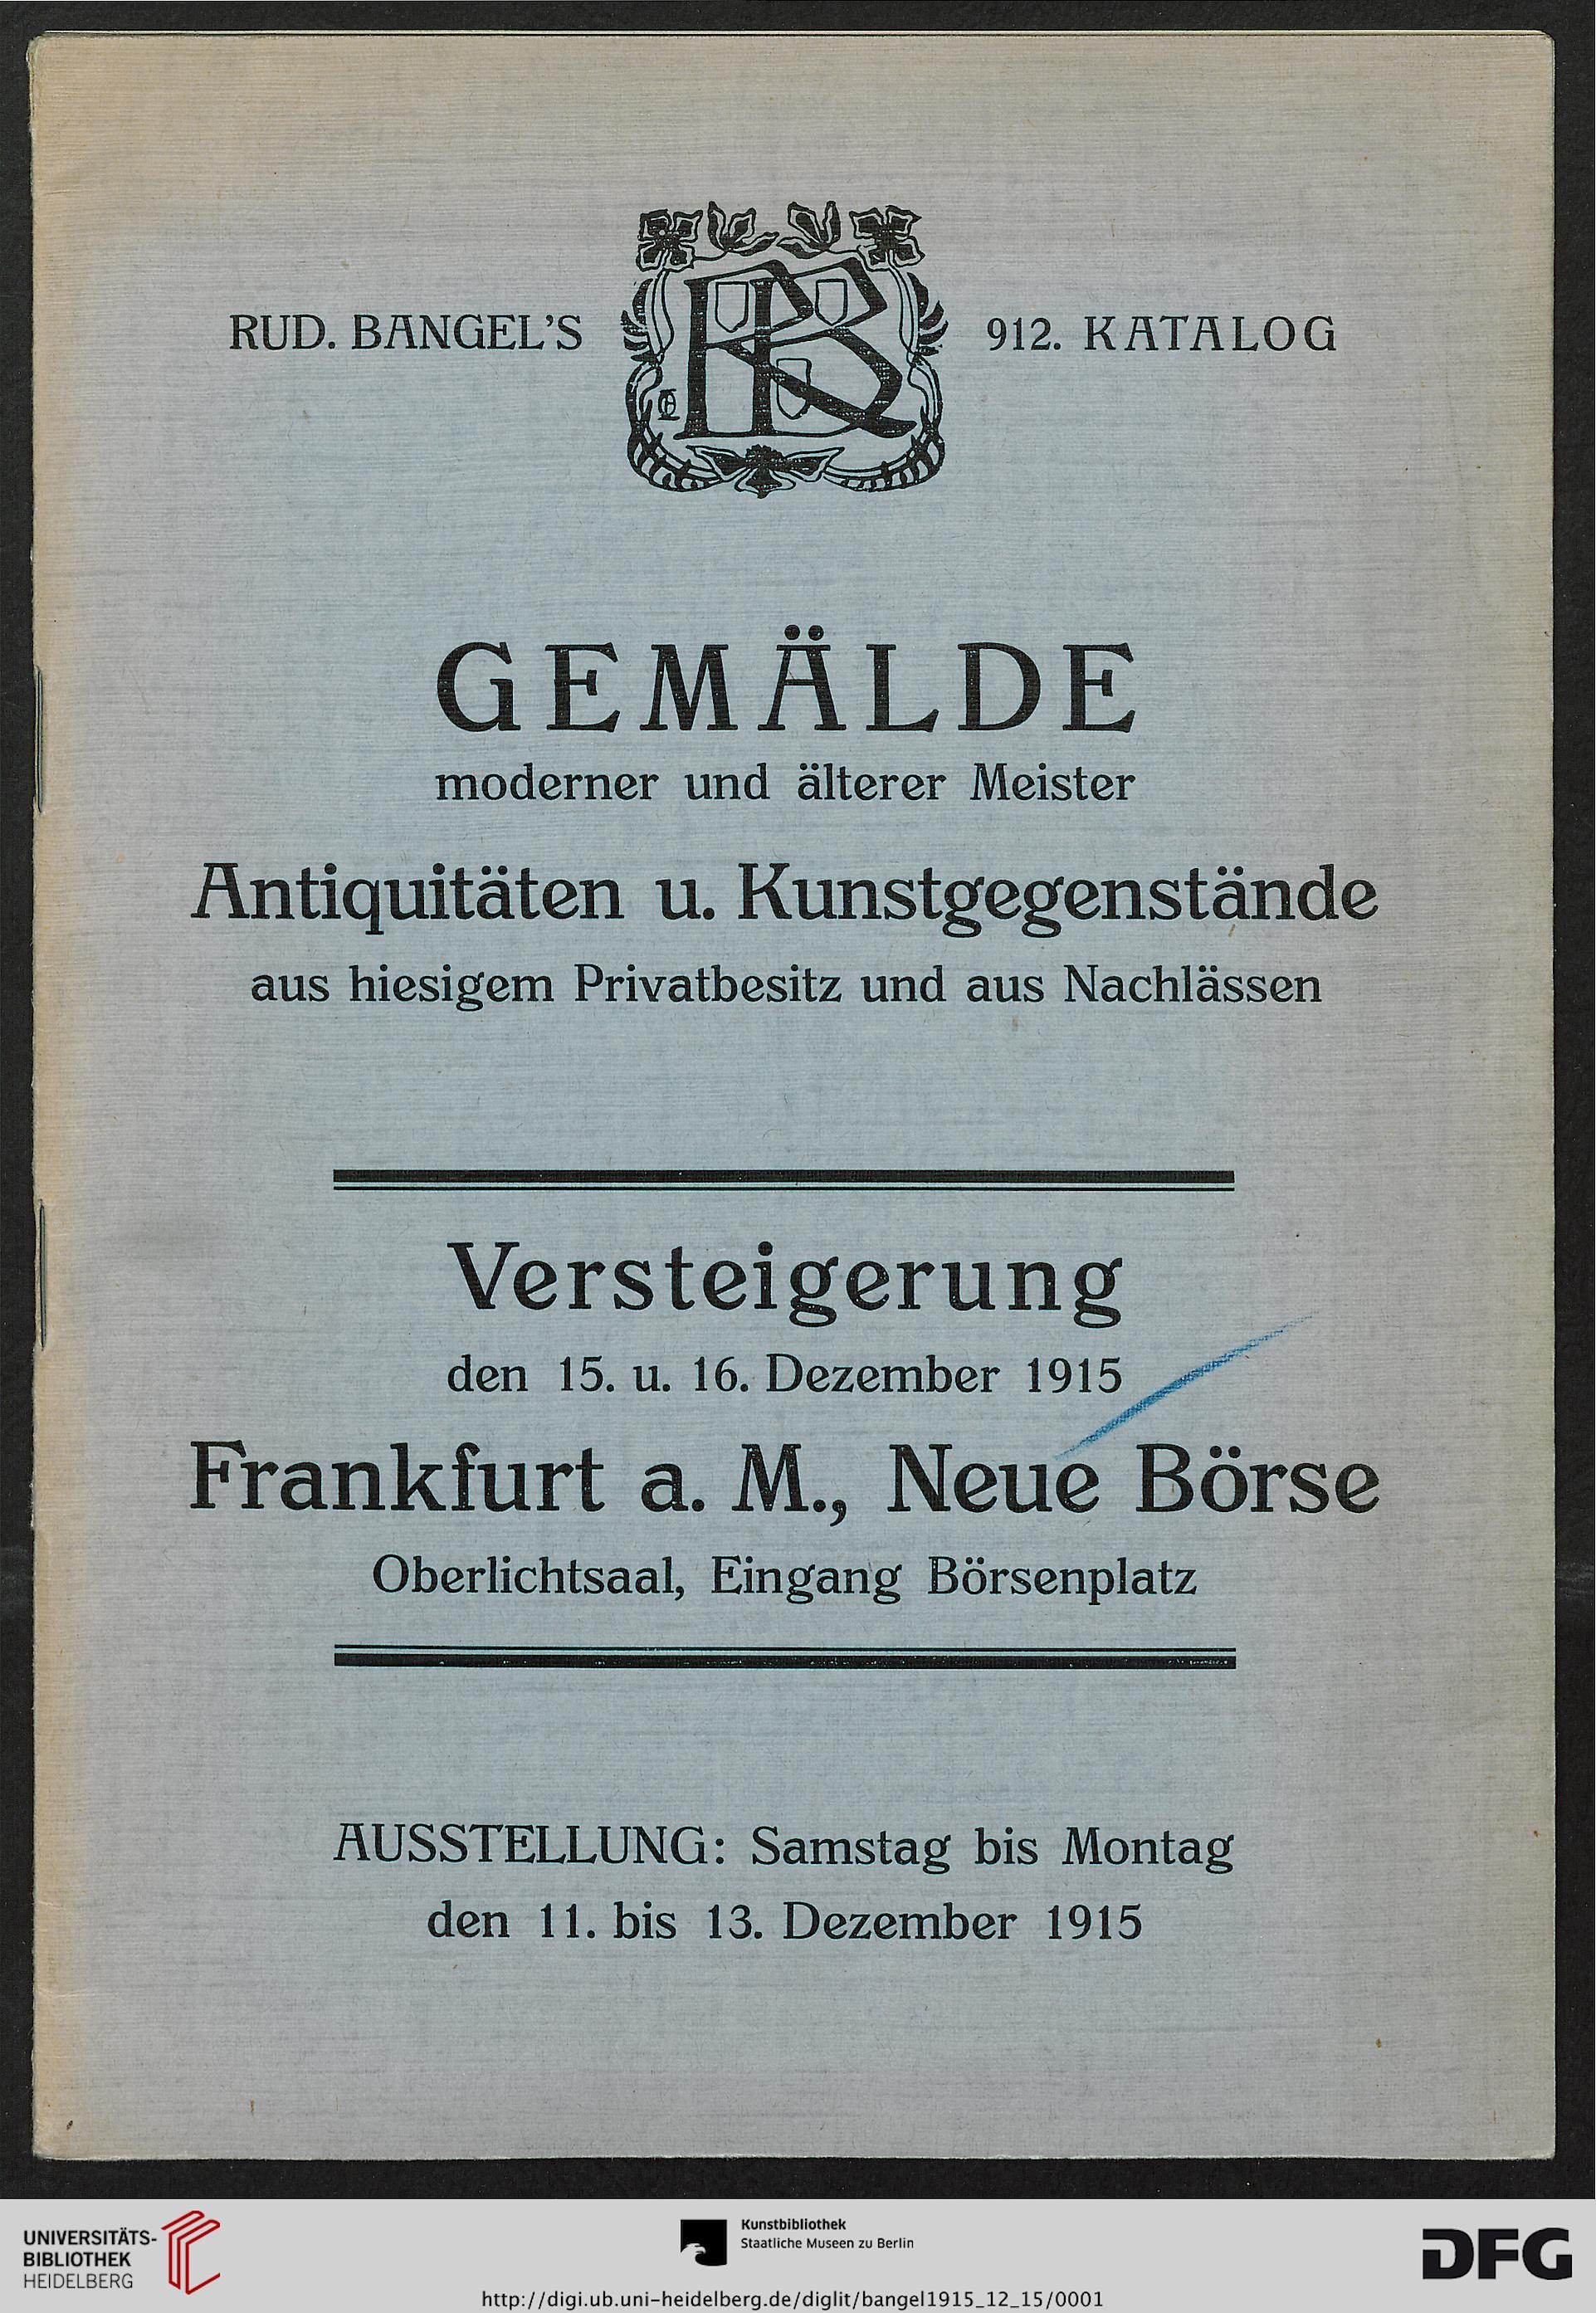 RUD. BANGEL'S 912. KATALOG
RB
GEMÄLDE
moderner und älterer Meister
Antiquitäten u. Kunstgegenstände
aus hiesigem Privatbesitz und aus Nachlässen
Versteigerung
den 15. u. 16. Dezember 1915
Frankfurt a. M., Neue Börse
Oberlichtsaal, Eingang Börsenplatz
AUSSTELLUNG: Samstag bis Montag
den 11. bis 13. Dezember 1915
UNIVERSITÄTS-
BIBLIOTHEK
HEIDELBERG
Kunstbibliothek
Staatliche Museen zu Berlin
DFG
http://digi.ub.uni-heidelberg.de/diglit/bangel1915_12_15/0001